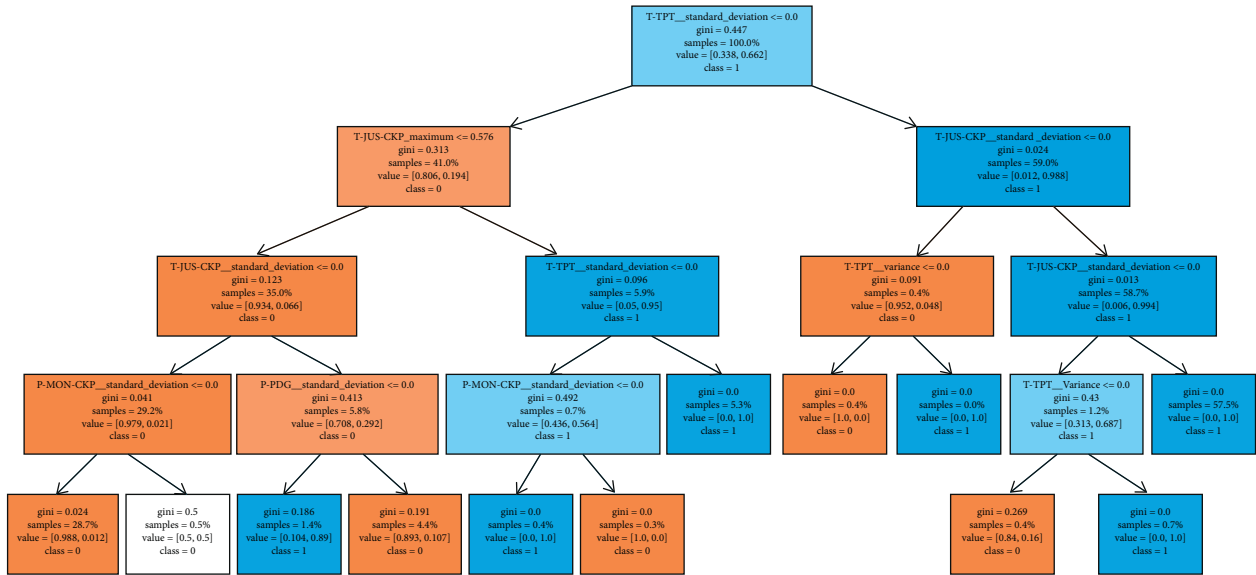 T-TPT__standard_deviation <= 0.0
gini = 0.447
samples = 100.0%
value = [0.338, 0.662]
class = 1
T-JUS-CKP_maximum <= 0.576
gini = 0.313
samples = 41.0%
value = [0.806, 0.194]
class = 0
T-JUS-CKP__standard _deviation <= 0.0
gini = 0.024
samples = 59.0%
value = [0.012, 0.988]
class = 1
T-JUS-CKP__standard_deviation <= 0.0
gini = 0.123
samples = 35.0%
value = [0.934, 0.066]
class = 0
T-TPT__standard_deviation <= 0.0
gini = 0.096
samples = 5.9%
value = [0.05, 0.95]
class = 1
T-TPT__variance <= 0.0
gini = 0.091
samples = 0.4%
value = [0.952, 0.048]
class = 0
T-JUS-CKP__standard_deviation <= 0.0
gini = 0.013
samples = 58.7%
value = [0.006, 0.994]
class = 1
P-MON-CKP__standard_deviation <= 0.0
gini = 0.041
samples = 29.2%
value = [0.979, 0.021]
class = 0
P-PDG__standard_deviation <= 0.0
gini = 0.413
samples = 5.8%
value = [0.708, 0.292]
class = 0
P-MON-CKP__standard_deviation <= 0.0
gini = 0.492
samples = 0.7%
value = [0.436, 0.564]
class = 1
gini = 0.0
samples = 5.3%
value = [0.0, 1.0]
class = 1
gini = 0.0
samples = 0.4%
value = [1.0, 0.0]
class = 0
gini = 0.0
samples = 0.0%
value = [0.0, 1.0]
class = 1
T-TPT__Variance <= 0.0
gini = 0.43
samples = 1.2%
value = [0.313, 0.687]
class = 1
gini = 0.0
samples = 57.5%
value = [0.0, 1.0]
class = 1
gini = 0.024
samples = 28.7%
value = [0.988, 0.012]
class = 0
gini = 0.5
samples = 0.5%
value = [0.5, 0.5]
class = 0
gini = 0.186
samples = 1.4%
value = [0.104, 0.89]
class = 1
gini = 0.191
samples = 4.4%
value = [0.893, 0.107]
class = 0
gini = 0.0
samples = 0.4%
value = [0.0, 1.0]
class = 1
gini = 0.0
samples = 0.3%
value = [1.0, 0.0]
class = 0
gini = 0.269
samples = 0.4%
value = [0.84, 0.16]
class = 0
gini = 0.0
samples = 0.7%
value = [0.0, 1.0]
class = 1